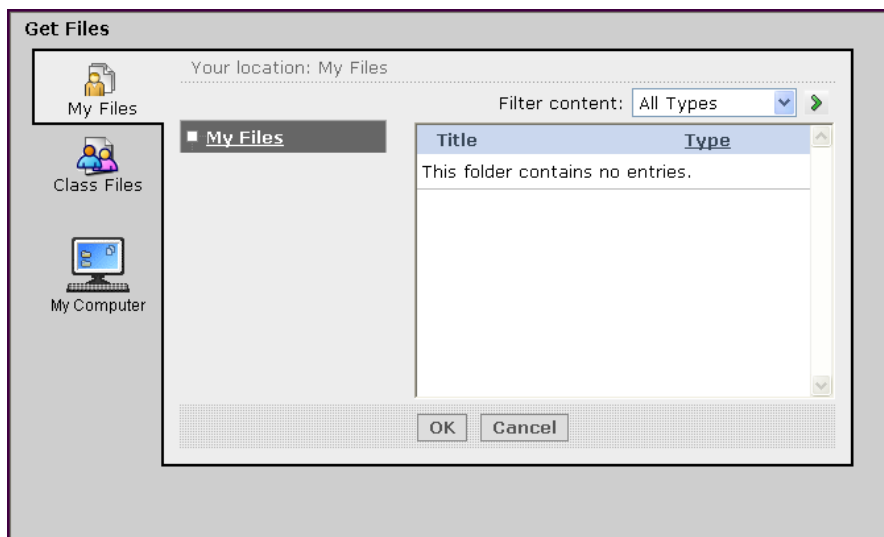 Get Files
Your location: My Files
My Files
Filter content: All Types
My Files
Title Type
This folder contains no entries.
Class Files
My Computer
OK Cancel